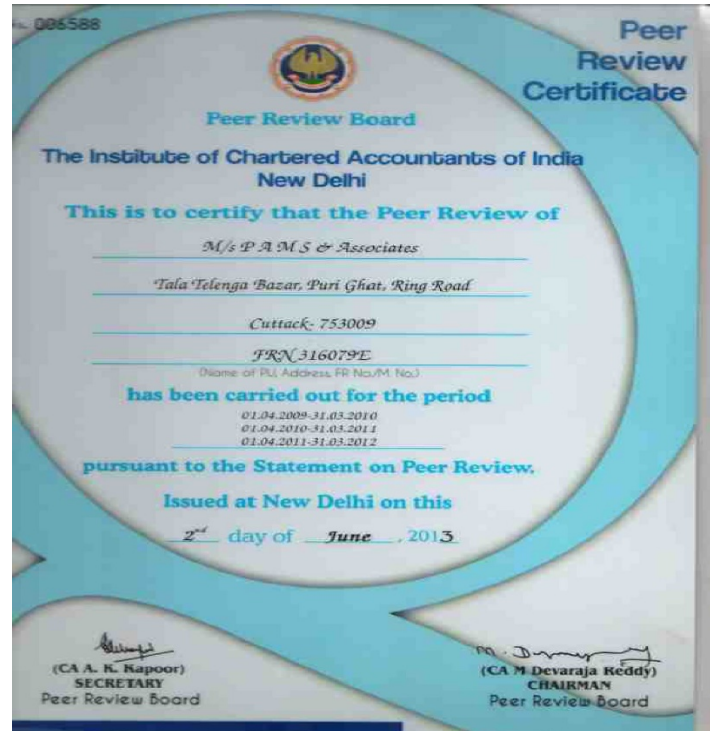 No. 006588
Peer
Review
Certificate
Peer Review Board
The Institute of Chartered Accountants of India
New Delhi
This is to certify that the Peer Review of
M/s P A M S & Associates
Tala Telenga Bazar, Puri Ghat, Ring Road
Cuttack- 753009
FRN 316079E
(Name of PU, Address, FR No./M. No.)
has been carried out for the period
01.04.2009-31.03.2010
01.04.2010-31.03.2011
01.04.2011-31.03.2012
pursuant to the Statement on Peer Review.
Issued at New Delhi on this
2nd day of June , 2013
(CA A. K. Kapoor)
SECRETARY
Peer Review Board
(CA M Devaraja Reddy)
CHAIRMAN
Peer Review Board